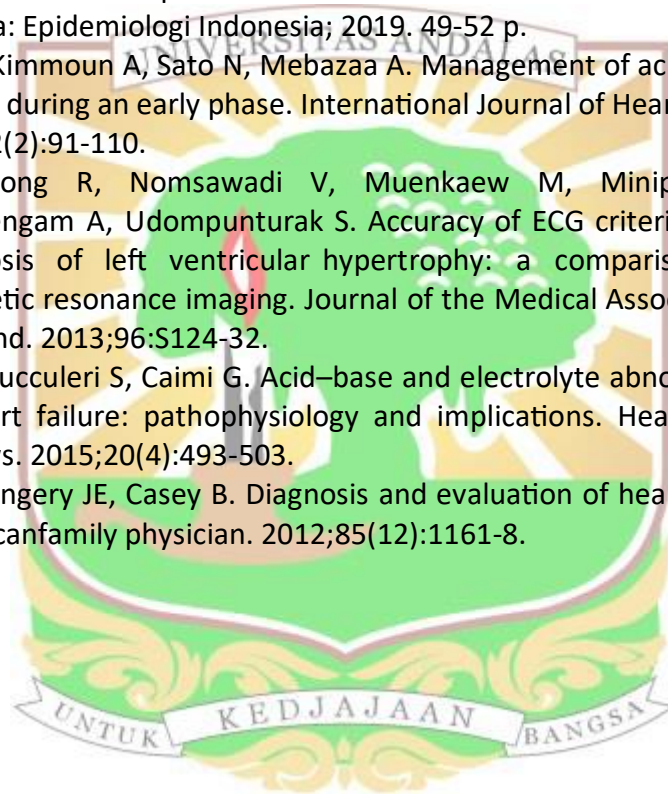 a: Epidemiologi Indonesia; 2019. 49-52 p.
UNIVERSITAS ANDALAS
Kimmoun A, Sato N, Mebazaa A. Management of ac
during an early phase. International Journal of Hear
2(2):91-110.
ong R, Nomsawadi V, Muenkaew M, Minip
engam A, Udompunturak S. Accuracy of ECG criteri
osis of left ventricular hypertrophy: a comparis
etic resonance imaging. Journal of the Medical Assoc
nd. 2013;96:S124-32.
ucculeri S, Caimi G. Acid–base and electrolyte abno
rt failure: pathophysiology and implications. Hea
s. 2015;20(4):493-503.
ngery JE, Casey B. Diagnosis and evaluation of hea
canfamily physician. 2012;85(12):1161-8.
UNTUK KEDJAJAAN BANGSA